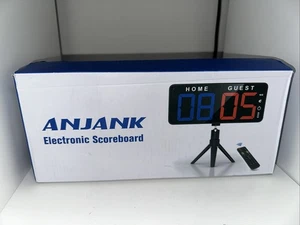 ANJANK
Electronic Scoreboard
HOME GUEST
08 05